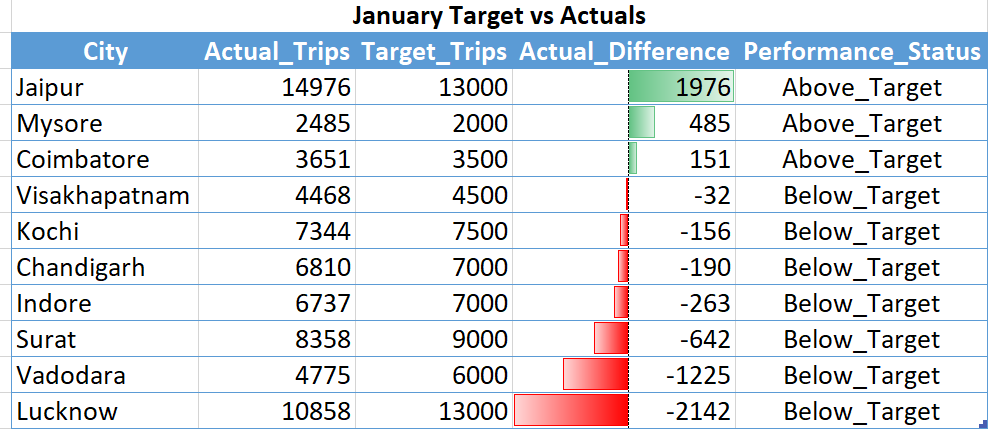 January Target vs Actuals
City Actual_Trips Target_Trips Actual_Difference Performance_Status
Jaipur 14976 13000 1976 Above_Target
Mysore 2485 2000 485 Above_Target
Coimbatore 3651 3500 151 Above_Target
Visakhapatnam 4468 4500 -32 Below_Target
Kochi 7344 7500 -156 Below_Target
Chandigarh 6810 7000 -190 Below_Target
Indore 6737 7000 -263 Below_Target
Surat 8358 9000 -642 Below_Target
Vadodara 4775 6000 -1225 Below_Target
Lucknow 10858 13000 -2142 Below_Target